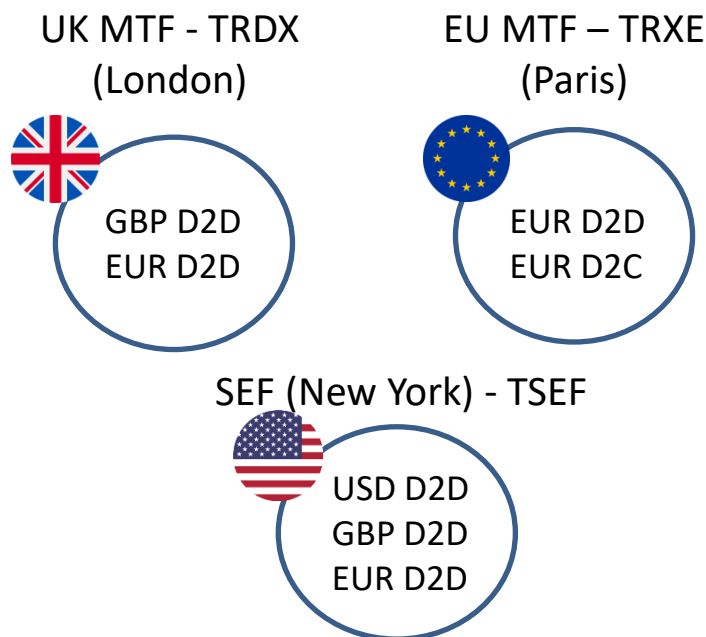 UK MTF - TRDX
(London)
EU MTF – TRXE
(Paris)
GBP D2D
EUR D2D
EUR D2D
EUR D2C
SEF (New York) - TSEF
USD D2D
GBP D2D
EUR D2D